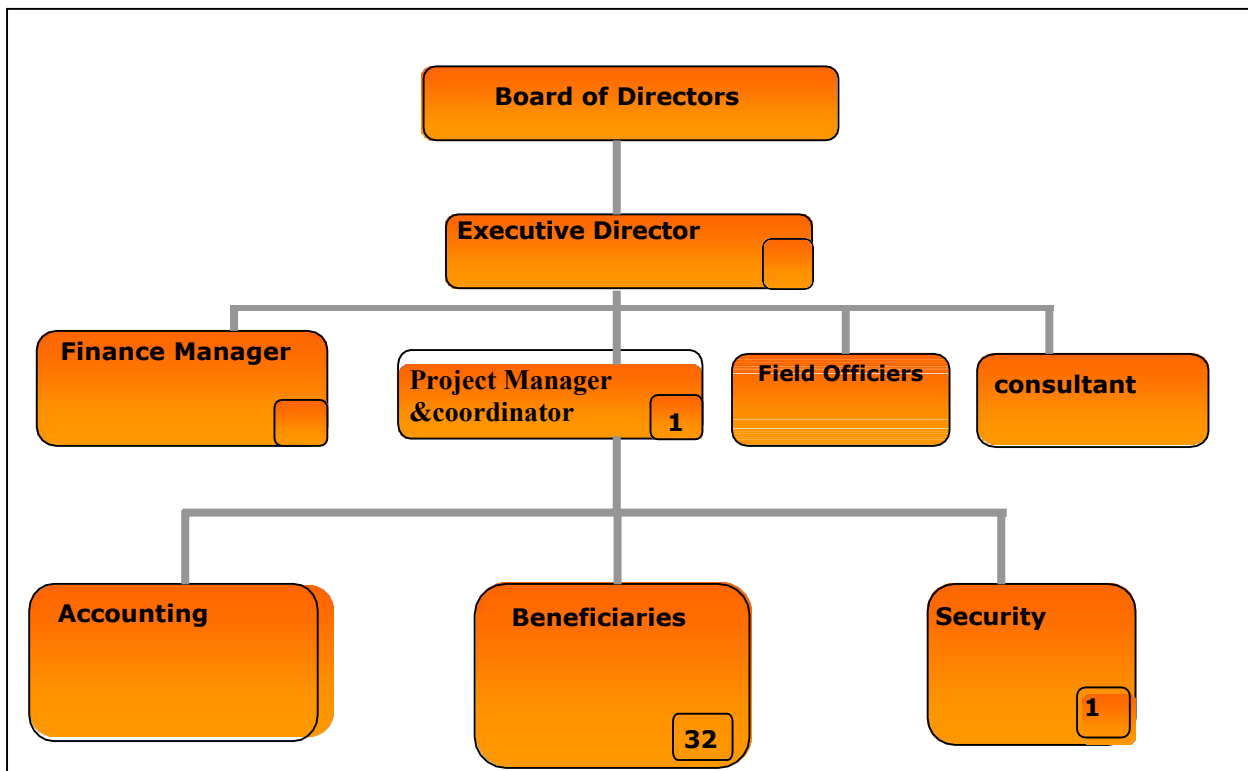 Board of Directors
Executive Director
Finance Manager
Project Manager
&coordinator
1
Field Officiers
consultant
Accounting
Beneficiaries
32
Security
1